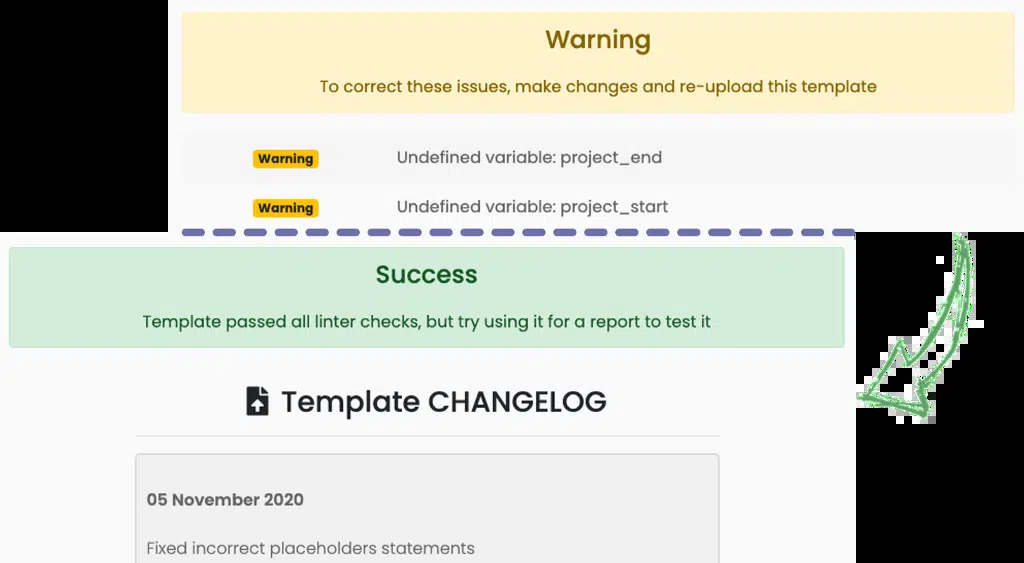 Warning
To correct these issues, make changes and re-upload this template
Warning Undefined variable: project_end
Warning Undefined variable: project_start
Success
Template passed all linter checks, but try using it for a report to test it
Template CHANGELOG
05 November 2020
Fixed incorrect placeholders statements